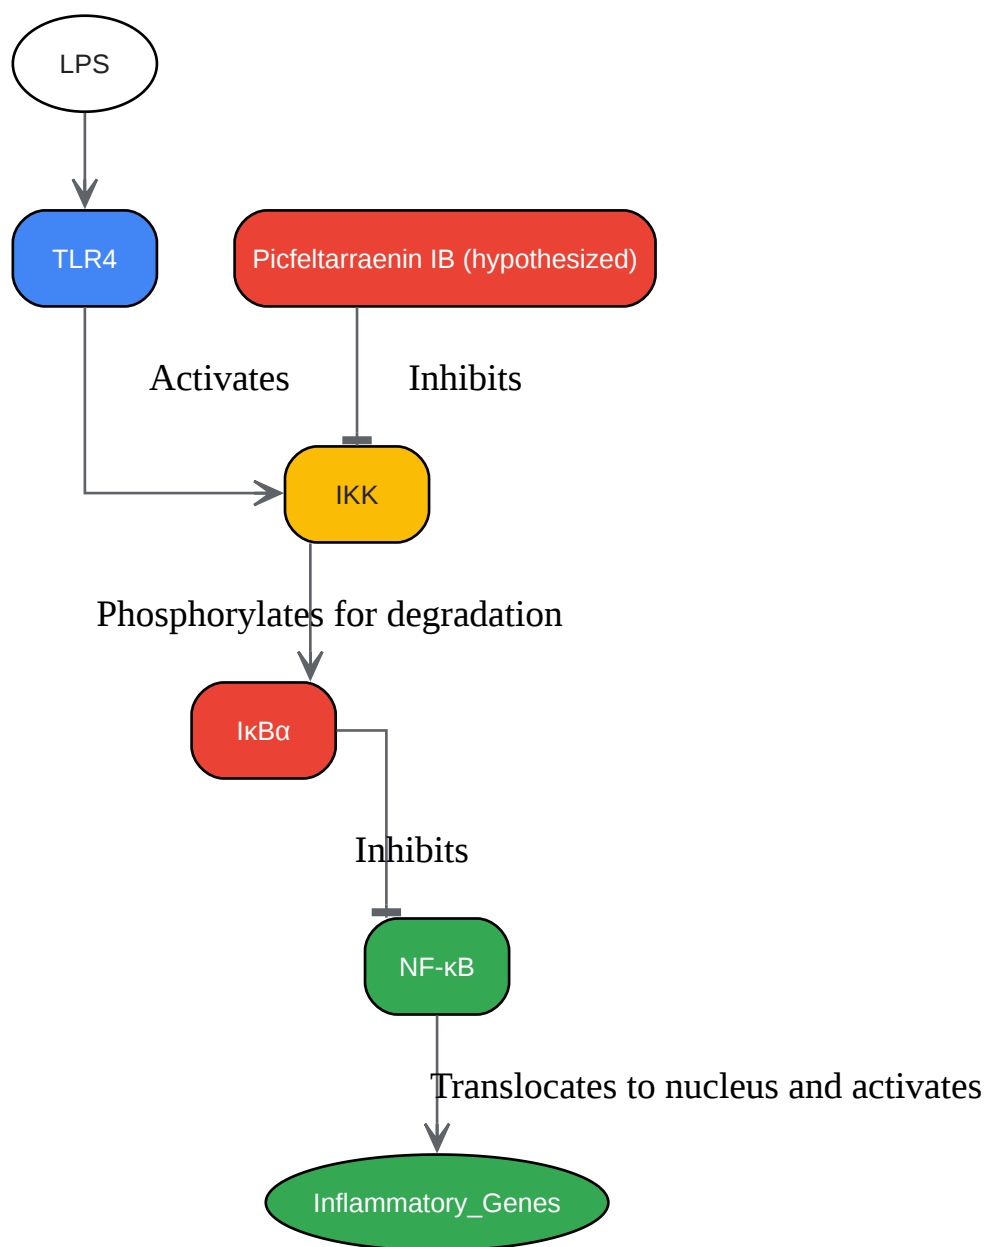 LPS
TLR4
Picfeltarraenin IB (hypothesized)
Activates
Inhibits
IKK
Phosphorylates for degradation
IκBα
Inhibits
NF-κB
Translocates to nucleus and activates
Inflammatory_Genes